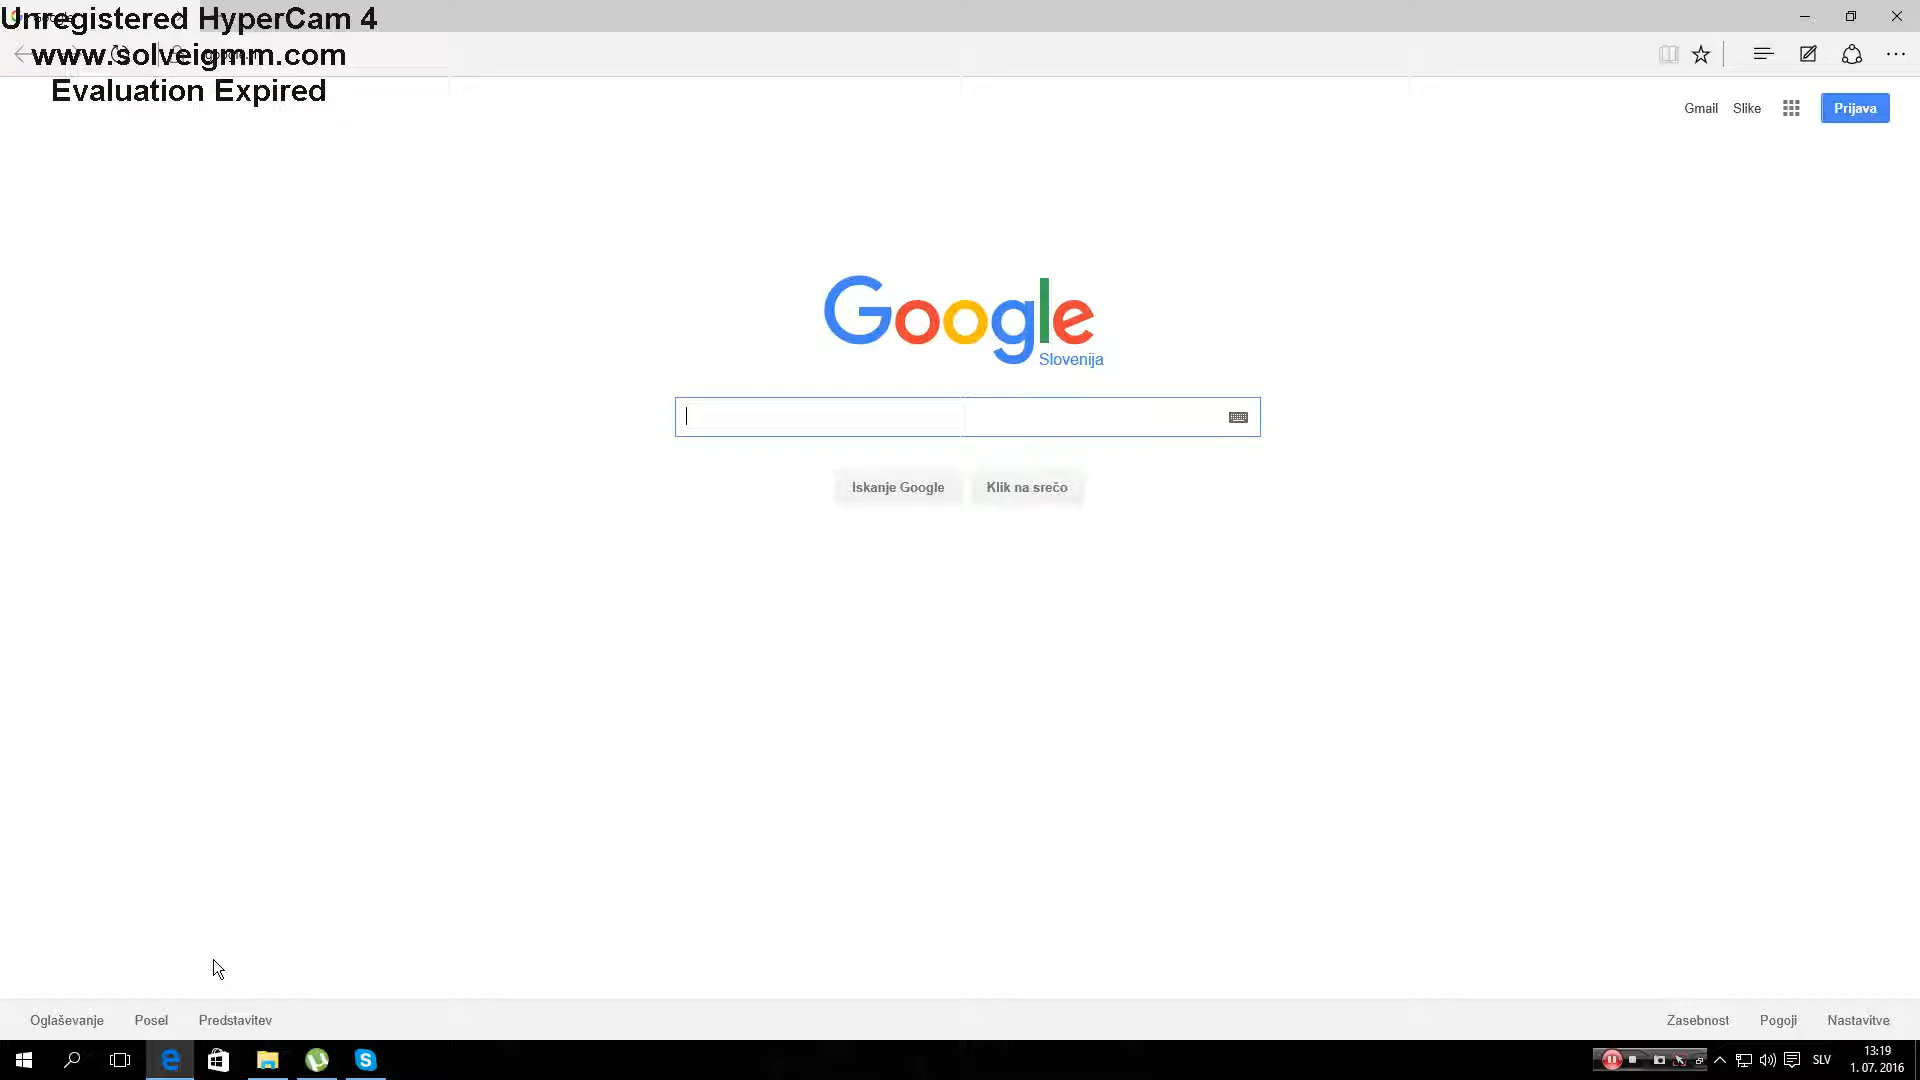 Unregistered HyperCam 4
www.solveigmm.com
Evaluation Expired
Gmail Slike Prijava
Google
Slovenija
Iskanje Google Klik na srečo
Oglaševanje Posel Predstavitev Zasebnost Pogoji Nastavitve
SLV
13:19
1. 07. 2016